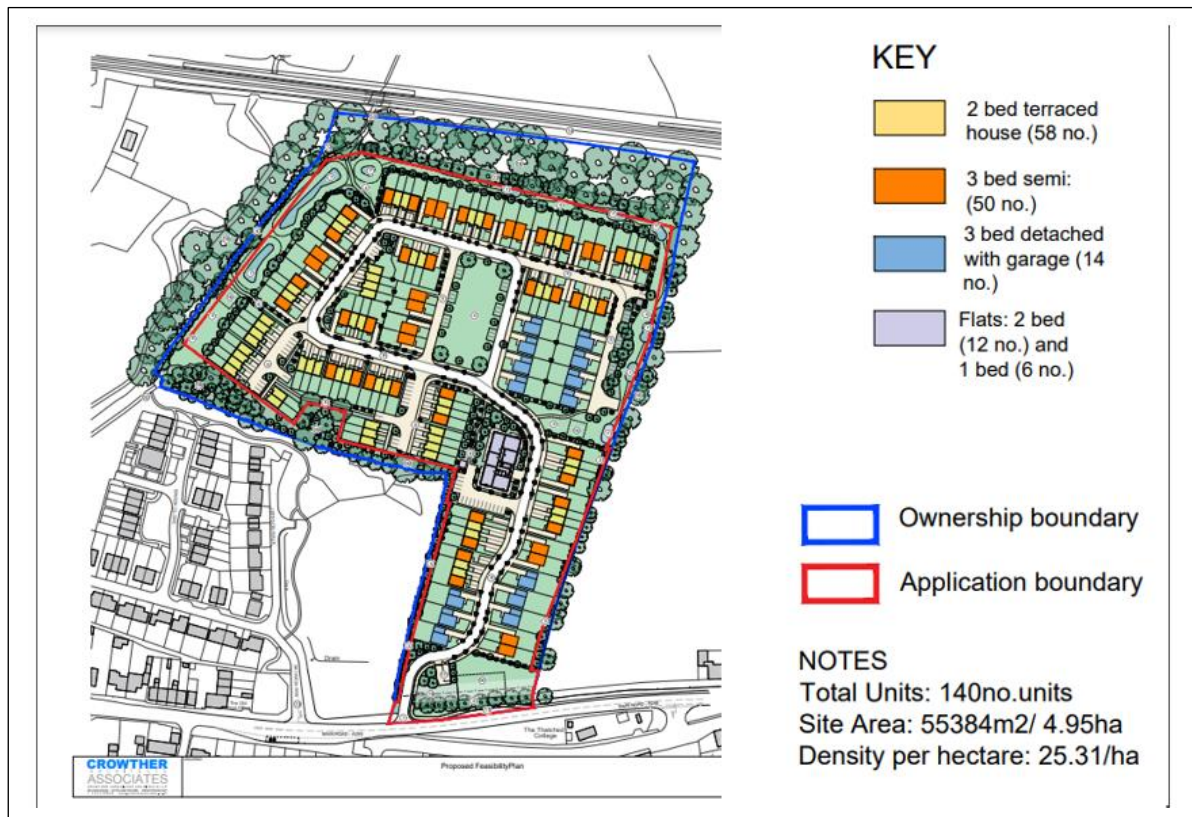 KEY
2 bed terraced
house (58 no.)
3 bed semi:
(50 no.)
3 bed detached
with garage (14
no.)
Flats: 2 bed
(12 no.) and
1 bed (6 no.)
Ownership boundary
Application boundary
NOTES
Total Units: 140no.units
Site Area: 55384m2/ 4.95ha
Density per hectare: 25.31/ha
Drain
The Thatched
Cottage
CROWTHER
ASSOCIATES
Proposed FeasibilityPlan